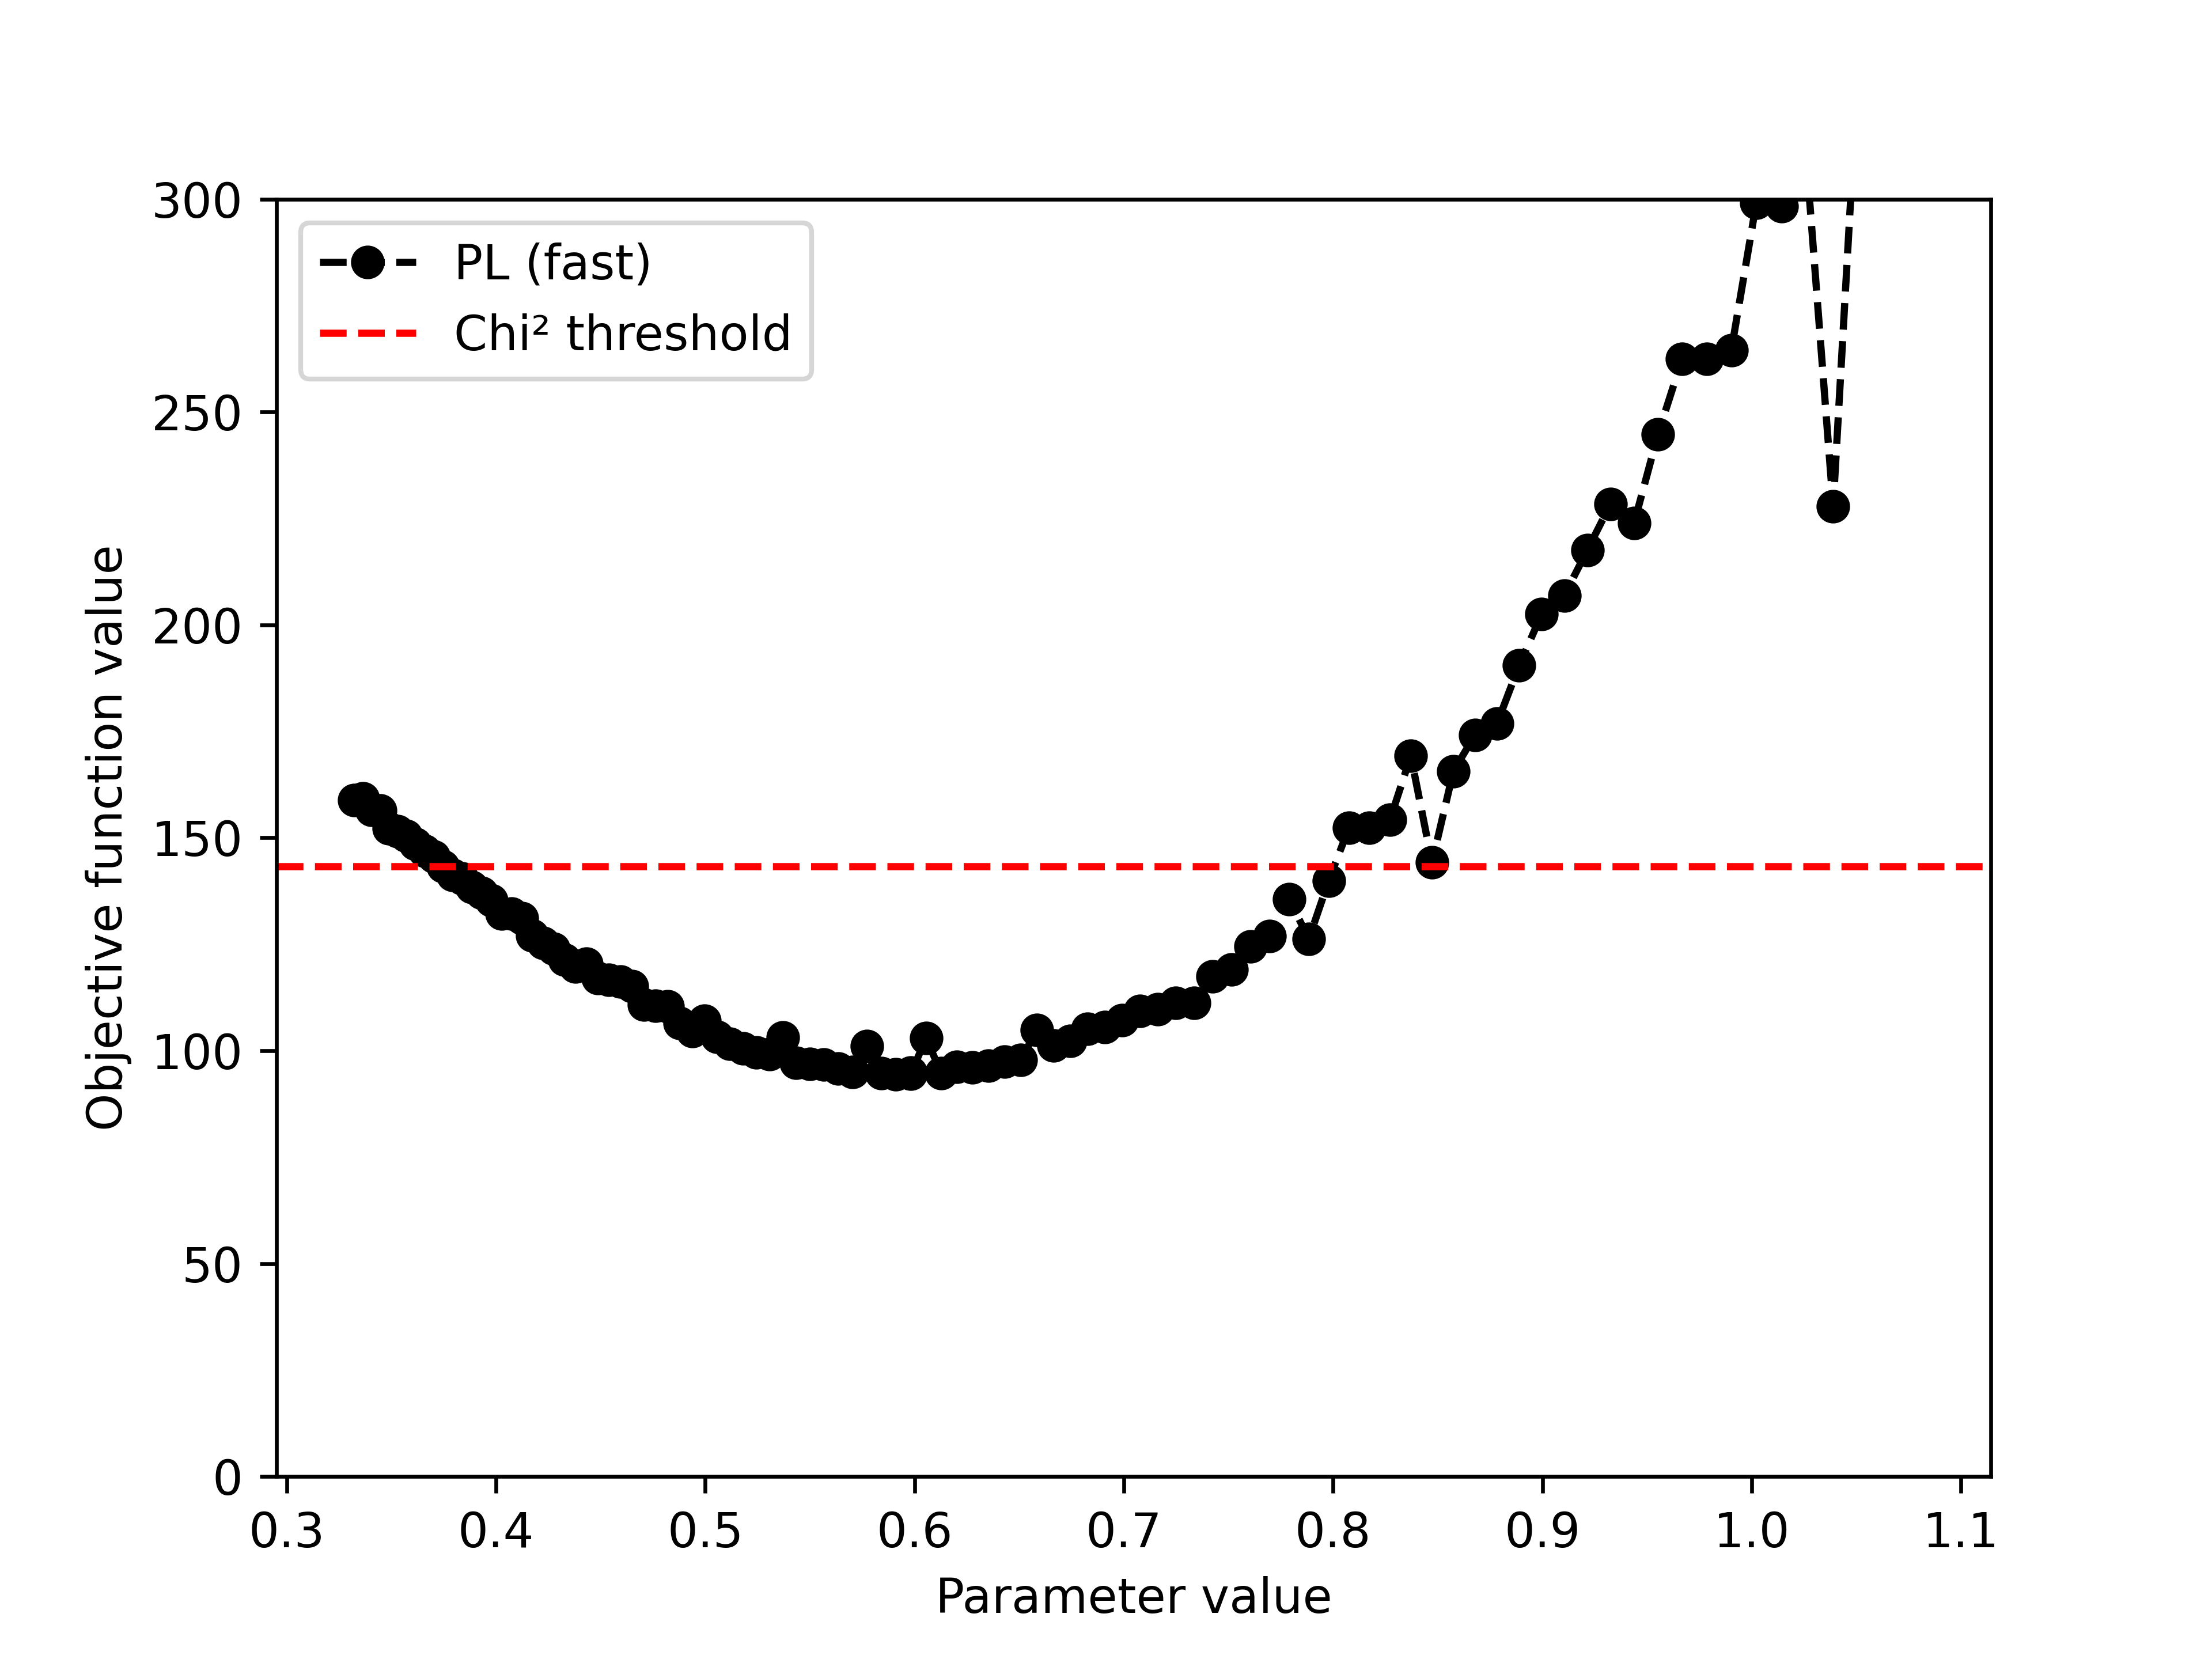 300
250
200
150
100
50
0
PL (fast)
Chi² threshold
Objective function value
0.3 0.4 0.5 0.6 0.7 0.8 0.9 1.0 1.1
Parameter value